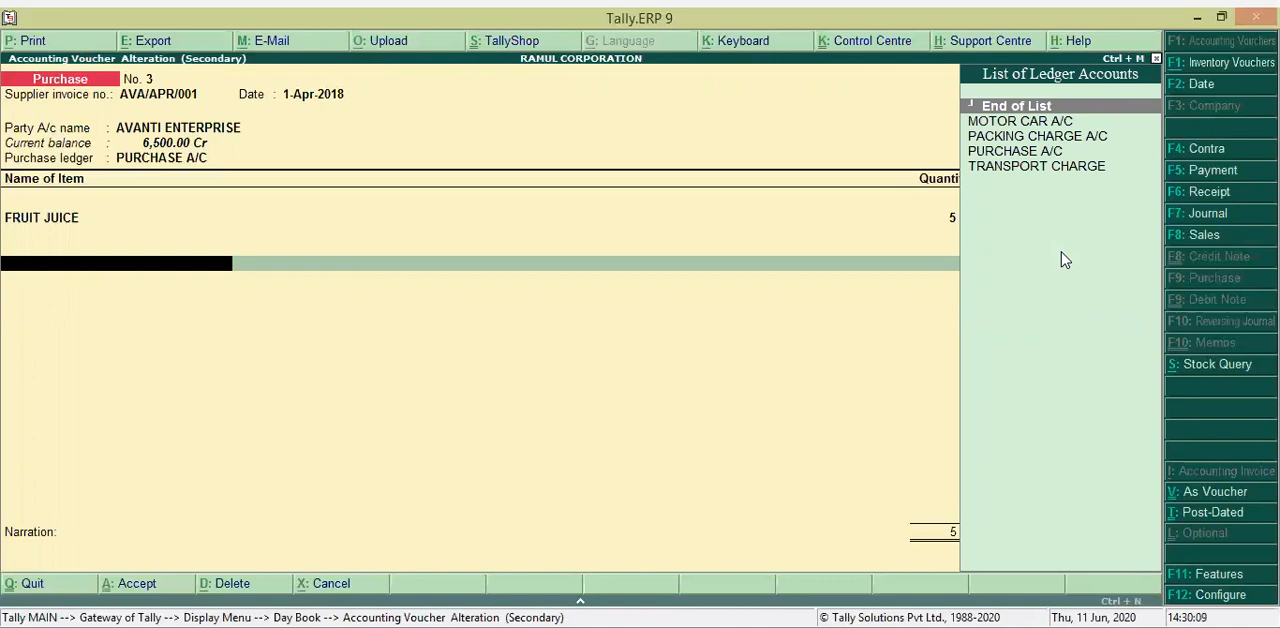 Tally.ERP 9
P: Print E: Export M: E-Mail O: Upload S: TallyShop G: Language K: Keyboard K: Control Centre H: Support Centre H: Help
Accounting Voucher Alteration (Secondary) RAMUL CORPORATION Ctrl + M
Purchase No. 3
Supplier invoice no.: AVA/APR/001 Date : 1-Apr-2018
Party A/c name : AVANTI ENTERPRISE
Current balance : 6,500.00 Cr
Purchase ledger : PURCHASE A/C
Name of Item Quanti
FRUIT JUICE 5
Narration: 5
List of Ledger Accounts
End of List
MOTOR CAR A/C
PACKING CHARGE A/C
PURCHASE A/C
TRANSPORT CHARGE
F1: Accounting Vouchers
F1: Inventory Vouchers
F2: Date
F3: Company
F4: Contra
F5: Payment
F6: Receipt
F7: Journal
F8: Sales
F8: Credit Note
F9: Purchase
F9: Debit Note
F10: Reversing Journal
F10: Memos
S: Stock Query
I: Accounting Invoice
V: As Voucher
T: Post-Dated
L: Optional
F11: Features
F12: Configure
Q: Quit A: Accept D: Delete X: Cancel
Ctrl + N
Tally MAIN --> Gateway of Tally --> Display Menu --> Day Book --> Accounting Voucher Alteration (Secondary) © Tally Solutions Pvt Ltd., 1988-2020 Thu, 11 Jun, 2020 14:30:09